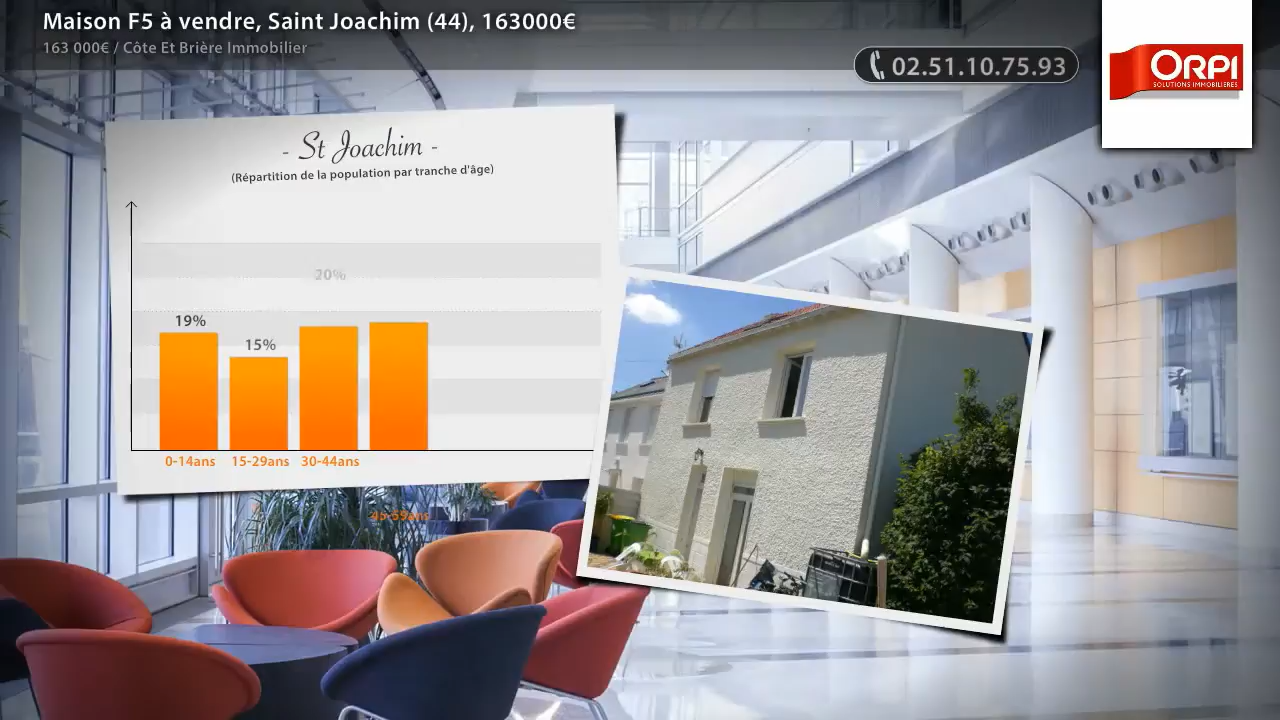 Maison F5 à vendre, Saint Joachim (44), 163000€
163 000€ / Côte Et Brière Immobilier
02.51.10.75.93
ORPI
SOLUTIONS IMMOBILIÈRES
- St Joachim -
(Répartition de la population par tranche d'âge)
20%
19%
15%
0-14ans 15-29ans 30-44ans
45-59ans